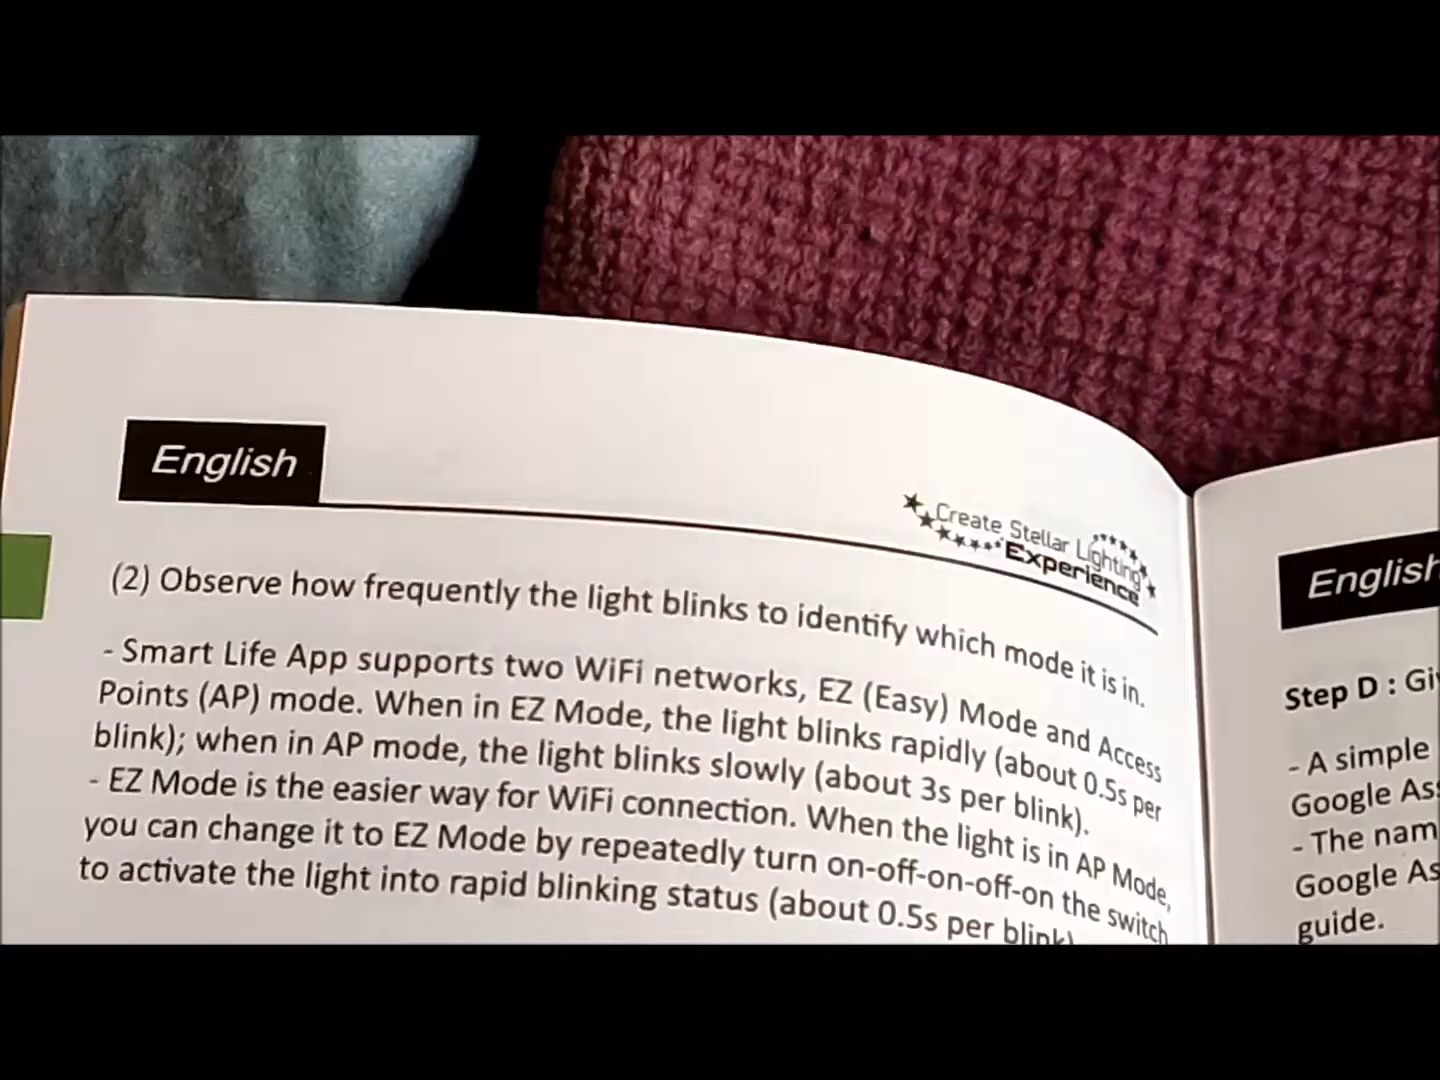 English
Create Stellar Lighting
Experience
(2) Observe how frequently the light blinks to identify which mode it is in.
- Smart Life App supports two WiFi networks, EZ (Easy) Mode and Access
Points (AP) mode. When in EZ Mode, the light blinks rapidly (about 0.5s per
blink); when in AP mode, the light blinks slowly (about 3s per blink).
- EZ Mode is the easier way for WiFi connection. When the light is in AP Mode,
you can change it to EZ Mode by repeatedly turn on-off-on-off-on the switch
to activate the light into rapid blinking status (about 0.5s per blink)
English
Step D :
- A simple
Google
- The
Google
guide.